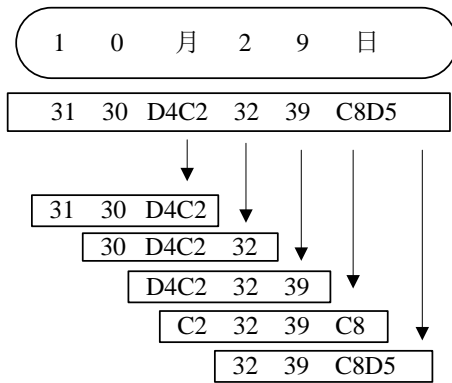 1 0 月 2 9 日
31 30 D4C2 32 39 C8D5
31 30 D4C2
30 D4C2 32
D4C2 32 39
C2 32 39 C8
32 39 C8D5